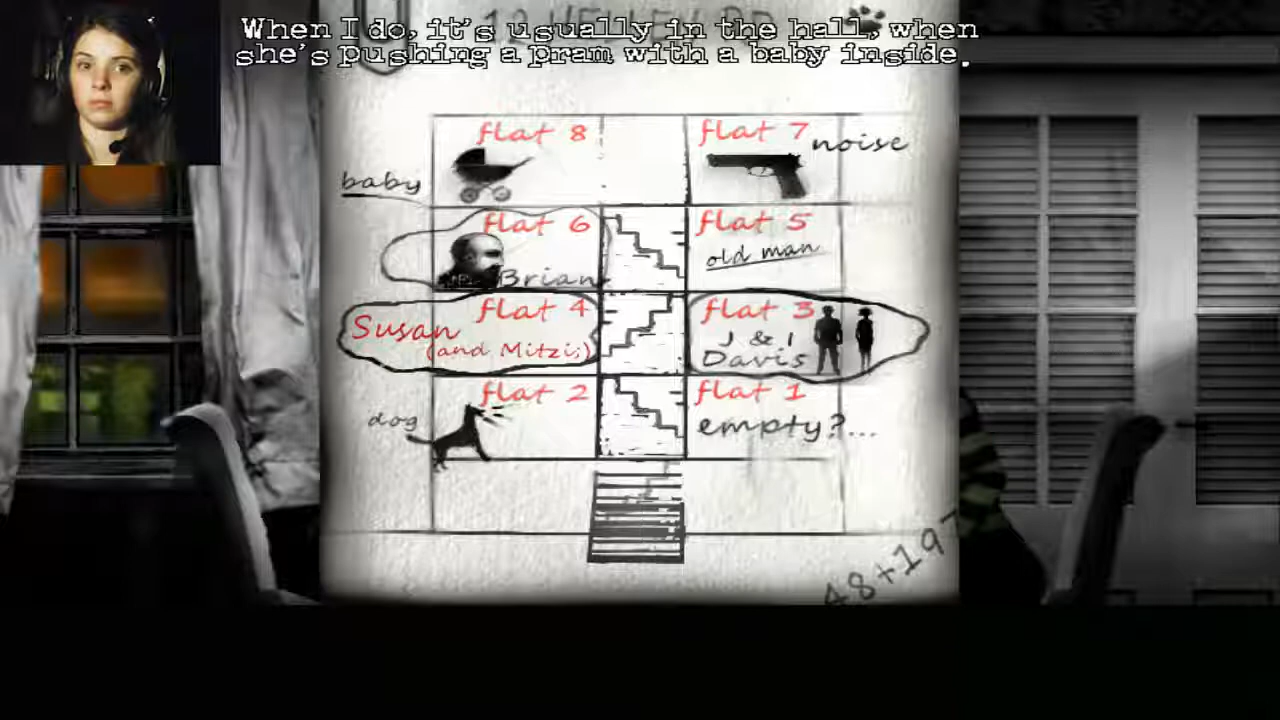 When I do, it's usually in the hall, when
she's pushing a pram with a baby inside.
flat 8
flat 7
noise
baby
flat 6
flat 5
Brian
old man
flat 4
flat 3
Susan
(and Mitzi;)
J & I
Davis
flat 2
flat 1
dog
empty?...
48+197